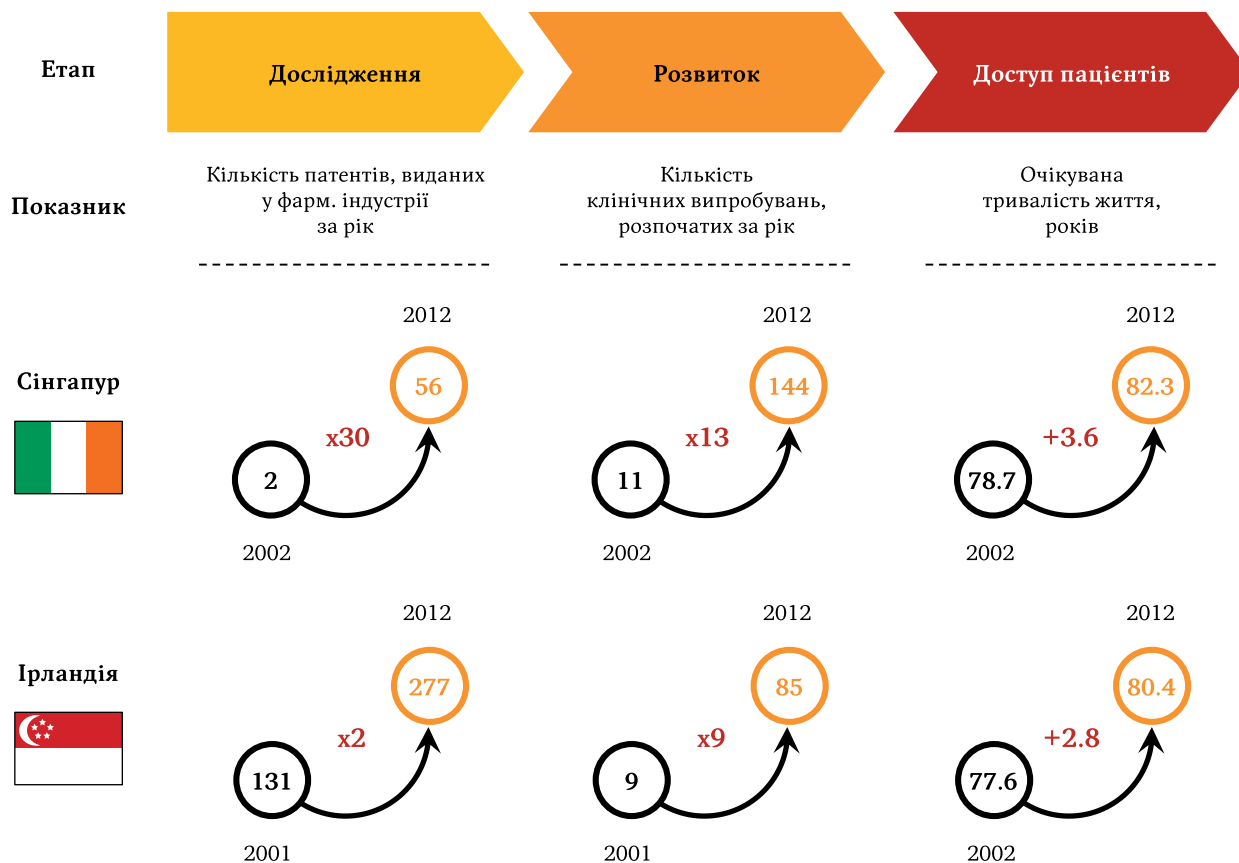 Етап
Дослідження
Розвиток
Доступ пацієнтів
Показник
Кількість патентів, виданих
у фарм. індустрії
за рік
Кількість
клінічних випробувань,
розпочатих за рік
Очікувана
тривалість життя,
років
Сінгапур
2012
56
x30
2
2002
2012
144
x13
11
2002
2012
82.3
+3.6
78.7
2002
Ірландія
2012
277
x2
131
2001
2012
85
x9
9
2001
2012
80.4
+2.8
77.6
2002